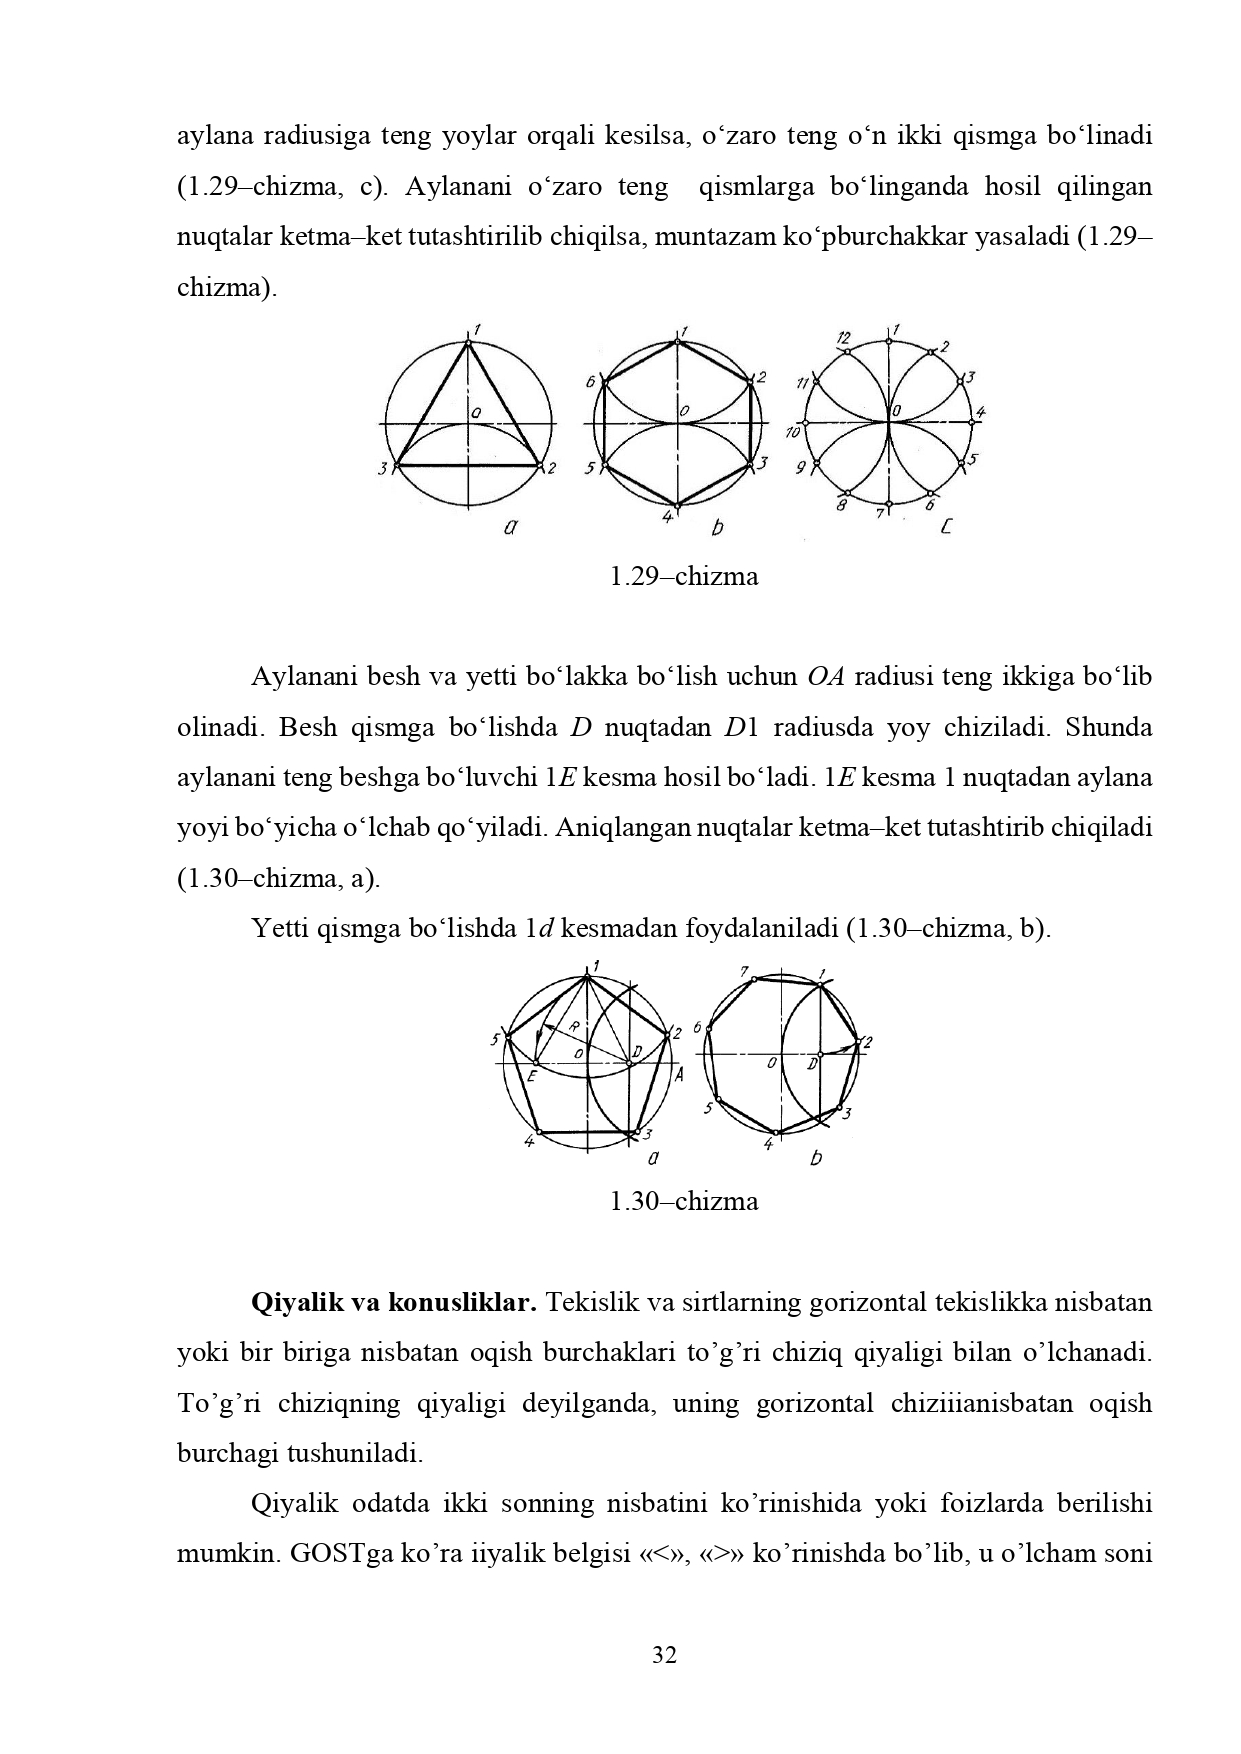 aylana radiusiga teng yoylar orqali kesilsa, o‘zaro teng o‘n ikki qismga bo‘linadi
(1.29–chizma, c). Aylanani o‘zaro teng qismlarga bo‘linganda hosil qilingan
nuqtalar ketma–ket tutashtirilib chiqilsa, muntazam ko‘pburchakkar yasaladi (1.29–
chizma).
1
O
3
2
a
1
6
2
O
5
3
4
b
12
1
2
11
3
O
4
10
9
5
8
7
6
C
1.29–chizma
Aylanani besh va yetti bo‘lakka bo‘lish uchun OA radiusi teng ikkiga bo‘lib
olinadi. Besh qismga bo‘lishda D nuqtadan D1 radiusda yoy chiziladi. Shunda
aylanani teng beshga bo‘luvchi 1E kesma hosil bo‘ladi. 1E kesma 1 nuqtadan aylana
yoyi bo‘yicha o‘lchab qo‘yiladi. Aniqlangan nuqtalar ketma–ket tutashtirib chiqiladi
(1.30–chizma, a).
Yetti qismga bo‘lishda 1d kesmadan foydalaniladi (1.30–chizma, b).
1
5
R
2
O
D
E
A
4
3
a
7
1
6
2
O
D
5
3
4
b
1.30–chizma
Qiyalik va konusliklar. Tekislik va sirtlarning gorizontal tekislikka nisbatan
yoki bir biriga nisbatan oqish burchaklari to’g’ri chiziq qiyaligi bilan o’lchanadi.
To’g’ri chiziqning qiyaligi deyilganda, uning gorizontal chiziiianisbatan oqish
burchagi tushuniladi.
Qiyalik odatda ikki sonning nisbatini ko’rinishida yoki foizlarda berilishi
mumkin. GOSTga ko’ra iiyalik belgisi «<», «>» ko’rinishda bo’lib, u o’lcham soni
32